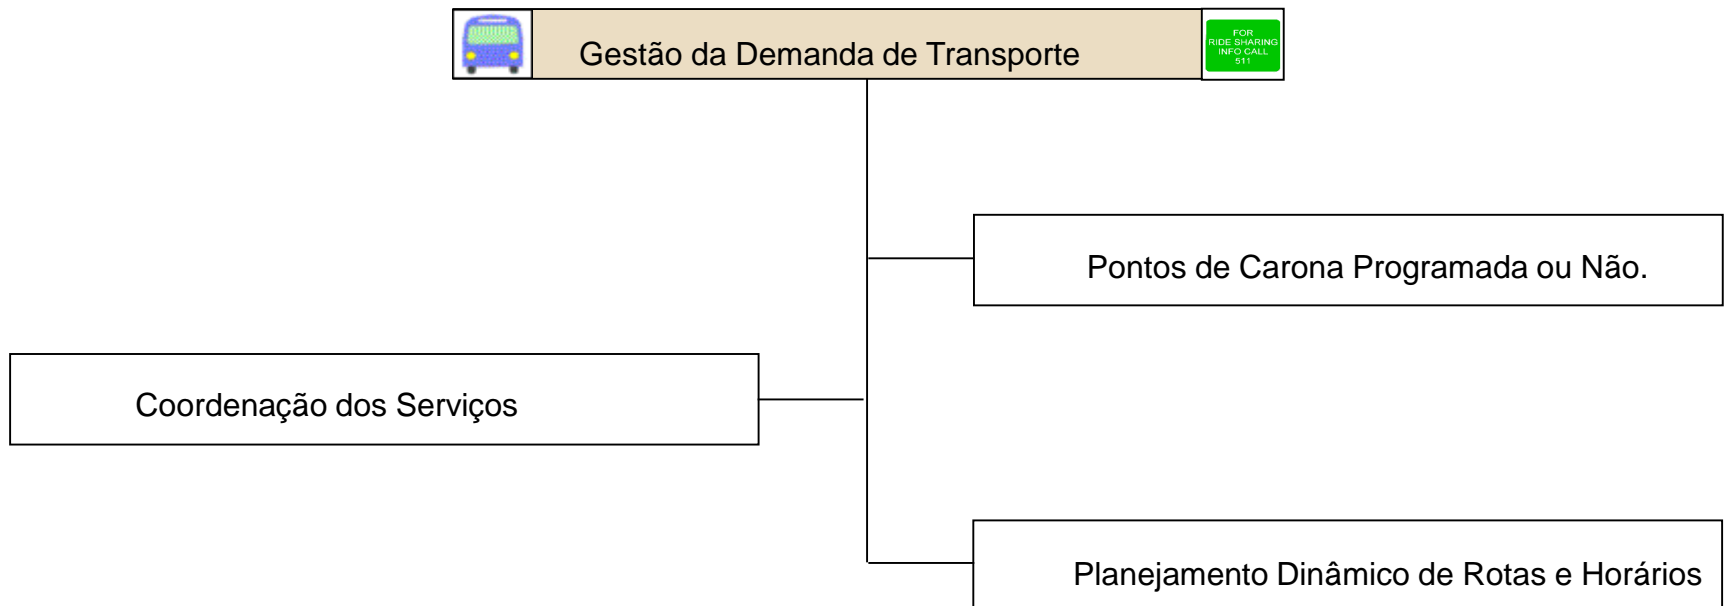 Gestão da Demanda de Transporte
FOR
RIDE SHARING
INFO CALL
511
Pontos de Carona Programada ou Não.
Coordenação dos Serviços
Planejamento Dinâmico de Rotas e Horários